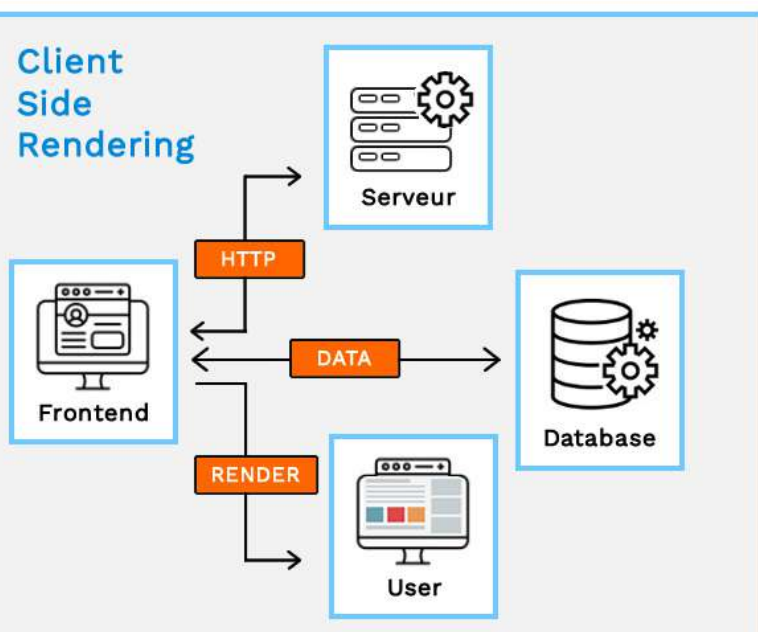 Client
Side
Rendering
Serveur
HTTP
DATA
Frontend
Database
RENDER
User